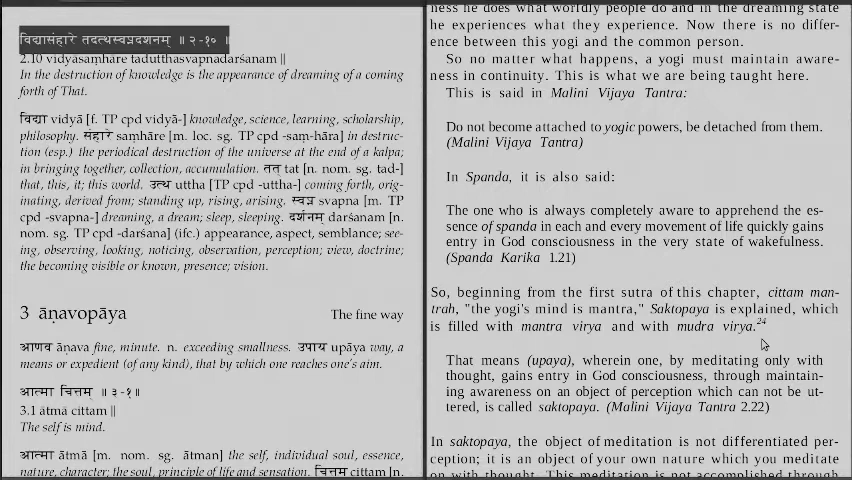 विद्यासंहारे तदुत्थस्वप्नदर्शनम् ॥ २-१० ॥
2.10 vidyāsaṃhāre tadutthasvapnadarśanam ||
In the destruction of knowledge is the appearance of dreaming of a coming
forth of That.
विद्या vidyā [f. TP cpd vidyā-] knowledge, science, learning, scholarship,
philosophy. संहारे saṃhāre [m. loc. sg. TP cpd -saṃ-hāra] in destruc-
tion (esp.) the periodical destruction of the universe at the end of a kalpa;
in bringing together, collection, accumulation. तत् tat [n. nom. sg. tad-]
that, this, it; this world. उत्थ uttha [TP cpd -uttha-] coming forth, orig-
inating, derived from; standing up, rising, arising. स्वप्न svapna [m. TP
cpd -svapna-] dreaming, a dream; sleep, sleeping. दर्शनम् darśanam [n.
nom. sg. TP cpd -darśana] (ifc.) appearance, aspect, semblance; see-
ing, observing, looking, noticing, observation, perception; view, doctrine;
the becoming visible or known, presence; vision.
3 āṇavopāya The fine way
आणव āṇava fine, minute. n. exceeding smallness. उपाय upāya way, a
means or expedient (of any kind), that by which one reaches one's aim.
आत्मा चित्तम् ॥ ३-१॥
3.1 ātmā cittam ||
The self is mind.
आत्मा ātmā [m. nom. sg. ātman] the self, individual soul, essence,
nature, character; the soul, principle of life and sensation. चित्तम् cittam [n.
ness he does what worldly people do and in the dreaming state
he experiences what they experience. Now there is no differ-
ence between this yogi and the common person.
So no matter what happens, a yogi must maintain aware-
ness in continuity. This is what we are being taught here.
This is said in Malini Vijaya Tantra:
Do not become attached to yogic powers, be detached from them.
(Malini Vijaya Tantra)
In Spanda, it is also said:
The one who is always completely aware to apprehend the es-
sence of spanda in each and every movement of life quickly gains
entry in God consciousness in the very state of wakefulness.
(Spanda Karika 1.21)
So, beginning from the first sutra of this chapter, cittam man-
trah, "the yogi's mind is mantra," Saktopaya is explained, which
is filled with mantra virya and with mudra virya.24
That means (upaya), wherein one, by meditating only with
thought, gains entry in God consciousness, through maintain-
ing awareness on an object of perception which can not be ut-
tered, is called saktopaya. (Malini Vijaya Tantra 2.22)
In saktopaya, the object of meditation is not differentiated per-
ception; it is an object of your own nature which you meditate
on with thought. This meditation is not accomplished through